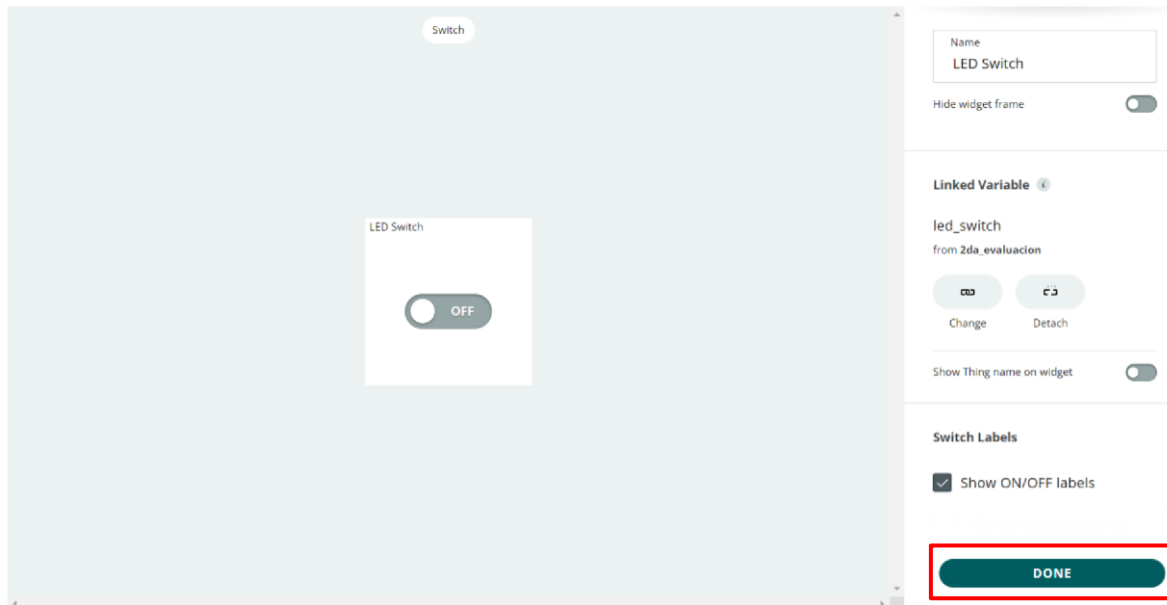 Switch
LED Switch
OFF
Name
LED Switch
Hide widget frame
Linked Variable i
led_switch
from 2da_evaluacion
Change Detach
Show Thing name on widget
Switch Labels
Show ON/OFF labels
DONE